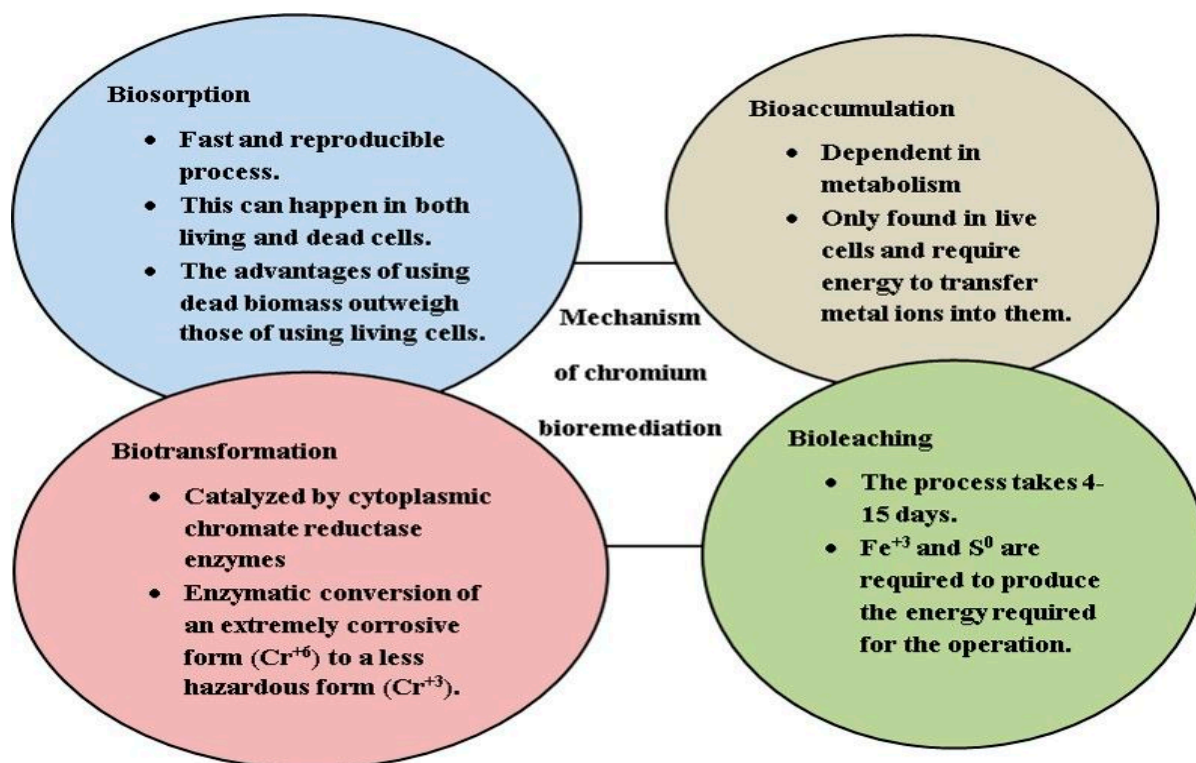 Biosorption
• Fast and reproducible
process.
• This can happen in both
living and dead cells.
• The advantages of using
dead biomass outweigh
those of using living cells.
Bioaccumulation
• Dependent in
metabolism
• Only found in live
cells and require
energy to transfer
metal ions into them.
Mechanism
of chromium
bioremediation
Biotransformation
• Catalyzed by cytoplasmic
chromate reductase
enzymes
• Enzymatic conversion of
an extremely corrosive
form (Cr⁺⁶) to a less
hazardous form (Cr⁺³).
Bioleaching
• The process takes 4-
15 days.
• Fe⁺³ and S⁰ are
required to produce
the energy required
for the operation.